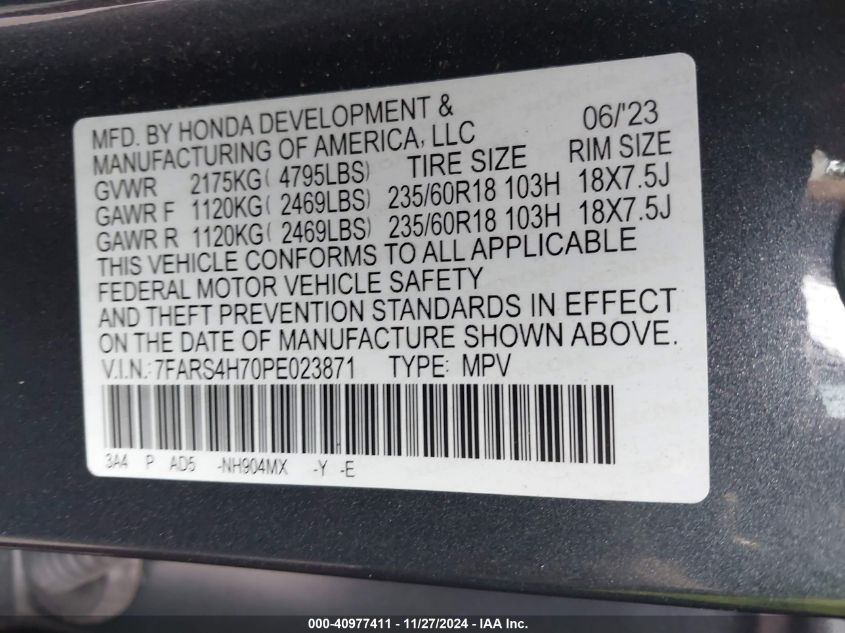 MFD. BY HONDA DEVELOPMENT & 06/'23
MANUFACTURING OF AMERICA, LLC
TIRE SIZE RIM SIZE
GVWR 2175KG( 4795LBS)
GAWR F 1120KG( 2469LBS) 235/60R18 103H 18X7.5J
GAWR R 1120KG( 2469LBS) 235/60R18 103H 18X7.5J
THIS VEHICLE CONFORMS TO ALL APPLICABLE
FEDERAL MOTOR VEHICLE SAFETY
AND THEFT PREVENTION STANDARDS IN EFFECT
ON THE DATE OF MANUFACTURE SHOWN ABOVE.
V.I.N.:7FARS4H70PE023871 TYPE: MPV
3A4 P AD5 -NH904MX -Y -E
000-40977411 - 11/27/2024 - IAA Inc.